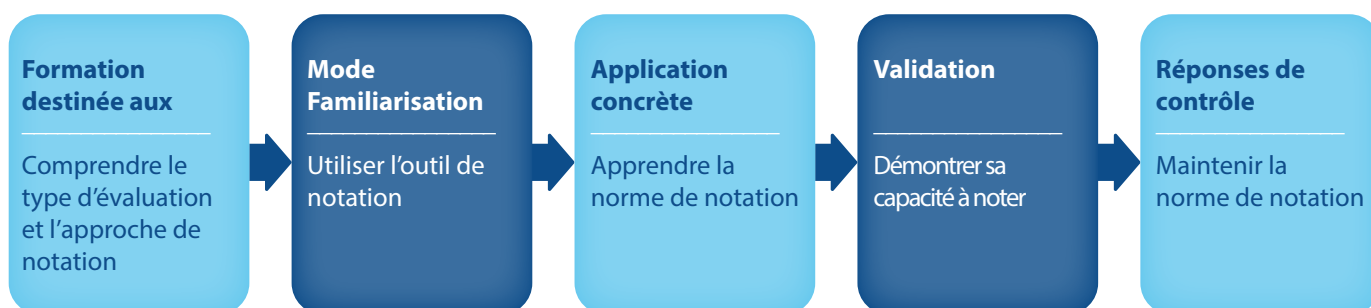 Formation
destinée aux
Comprendre le
type d’évaluation
et l’approche de
notation
Mode
Familiarisation
Utiliser l’outil de
notation
Application
concrète
Apprendre la
norme de notation
Validation
Démontrer sa
capacité à noter
Réponses de
contrôle
Maintenir la
norme de notation